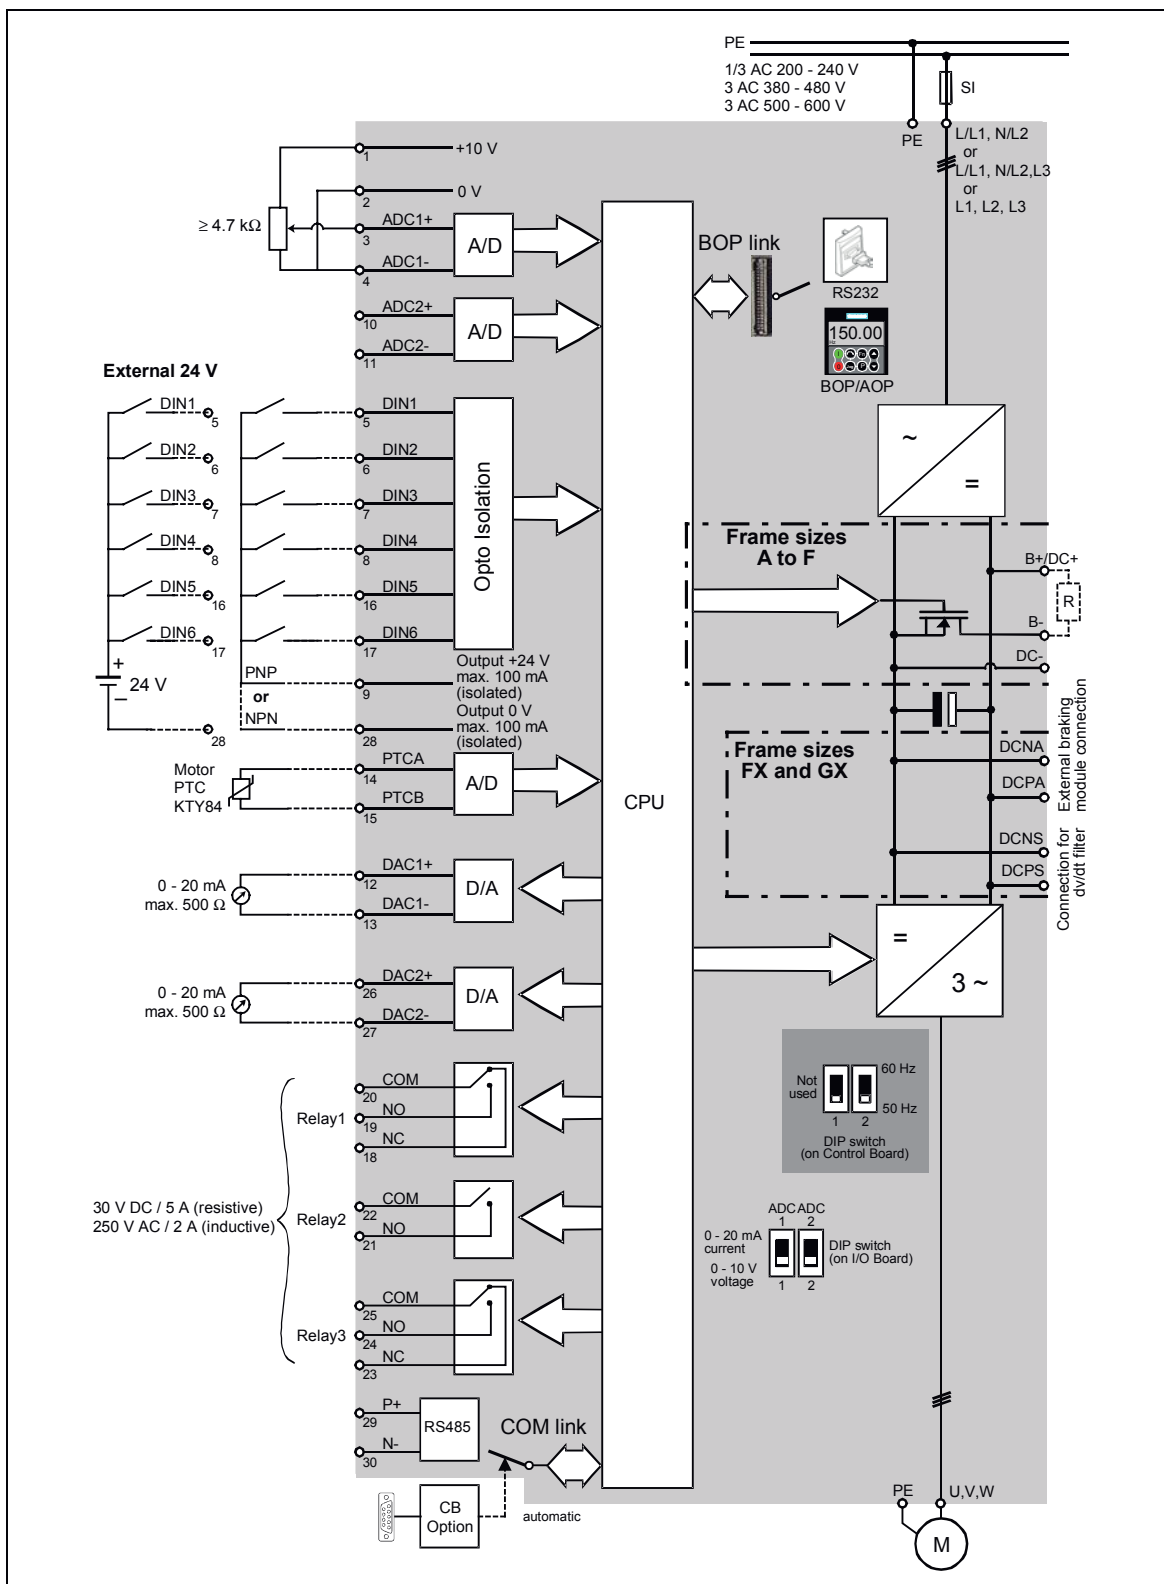 PE
1/3 AC 200 - 240 V
3 AC 380 - 480 V
3 AC 500 - 600 V
SI
PE
L/L1, N/L2
or
L/L1, N/L2,L3
or
L1, L2, L3
1
+10 V
2
0 V
≥ 4.7 kΩ
ADC1+
3
ADC1-
4
A/D
ADC2+
10
ADC2-
11
A/D
BOP link
RS232
150.00
Hz
BOP/AOP
External 24 V
DIN1
5
DIN2
6
DIN3
7
DIN4
8
DIN5
16
DIN6
17
+
24 V
–
28
DIN1
5
DIN2
6
DIN3
7
DIN4
8
DIN5
16
DIN6
17
Opto Isolation
PNP
or
NPN
9
Output +24 V
max. 100 mA
(isolated)
28
Output 0 V
max. 100 mA
(isolated)
~
=
Frame sizes
A to F
B+/DC+
R
B-
DC-
Frame sizes
FX and GX
DCNA
DCPA
DCNS
DCPS
External braking
module connection
Connection for
dv/dt filter
Motor
PTC
KTY84
PTCA
14
PTCB
15
A/D
CPU
0 - 20 mA
max. 500 Ω
DAC1+
12
DAC1-
13
D/A
0 - 20 mA
max. 500 Ω
DAC2+
26
DAC2-
27
D/A
=
3 ~
30 V DC / 5 A (resistive)
250 V AC / 2 A (inductive)
Relay1
COM
20
NO
19
NC
18
Relay2
COM
22
NO
21
Relay3
COM
25
NO
24
NC
23
Not
used
60 Hz
50 Hz
1 2
DIP switch
(on Control Board)
ADC ADC
1 2
0 - 20 mA
current
0 - 10 V
voltage
DIP switch
(on I/O Board)
1 2
P+
29
N-
30
RS485
COM link
CB
Option
automatic
PE
U,V,W
M